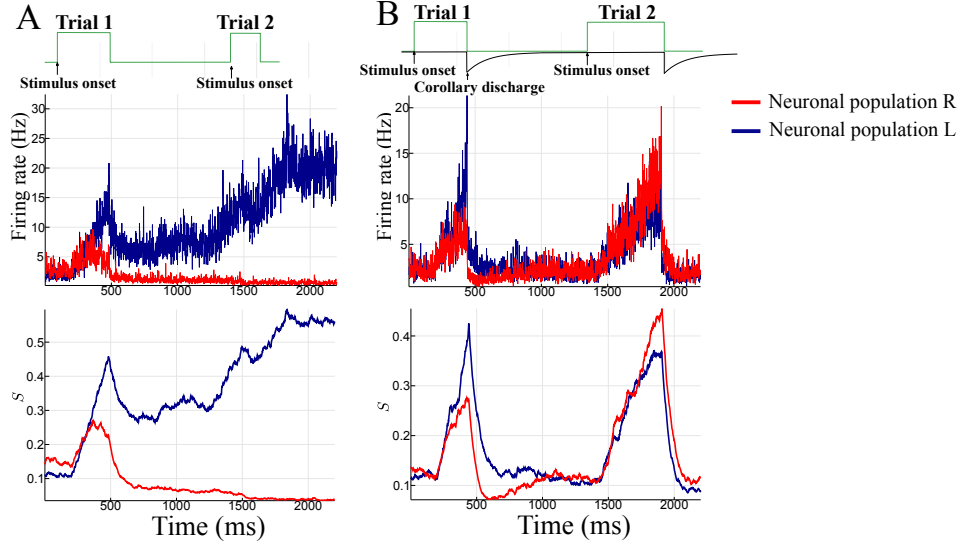 A
Trial 1
Trial 2
Stimulus onset
Stimulus onset
B
Trial 1
Trial 2
Stimulus onset
Stimulus onset
Corollary discharge
Neuronal population R
Neuronal population L
Firing rate (Hz)
30
25
20
15
10
5
500
1000
1500
2000
Firing rate (Hz)
20
15
10
5
500
1000
1500
2000
S
0.5
0.4
0.3
0.2
0.1
500
1000
1500
2000
Time (ms)
S
0.4
0.3
0.2
0.1
500
1000
1500
2000
Time (ms)